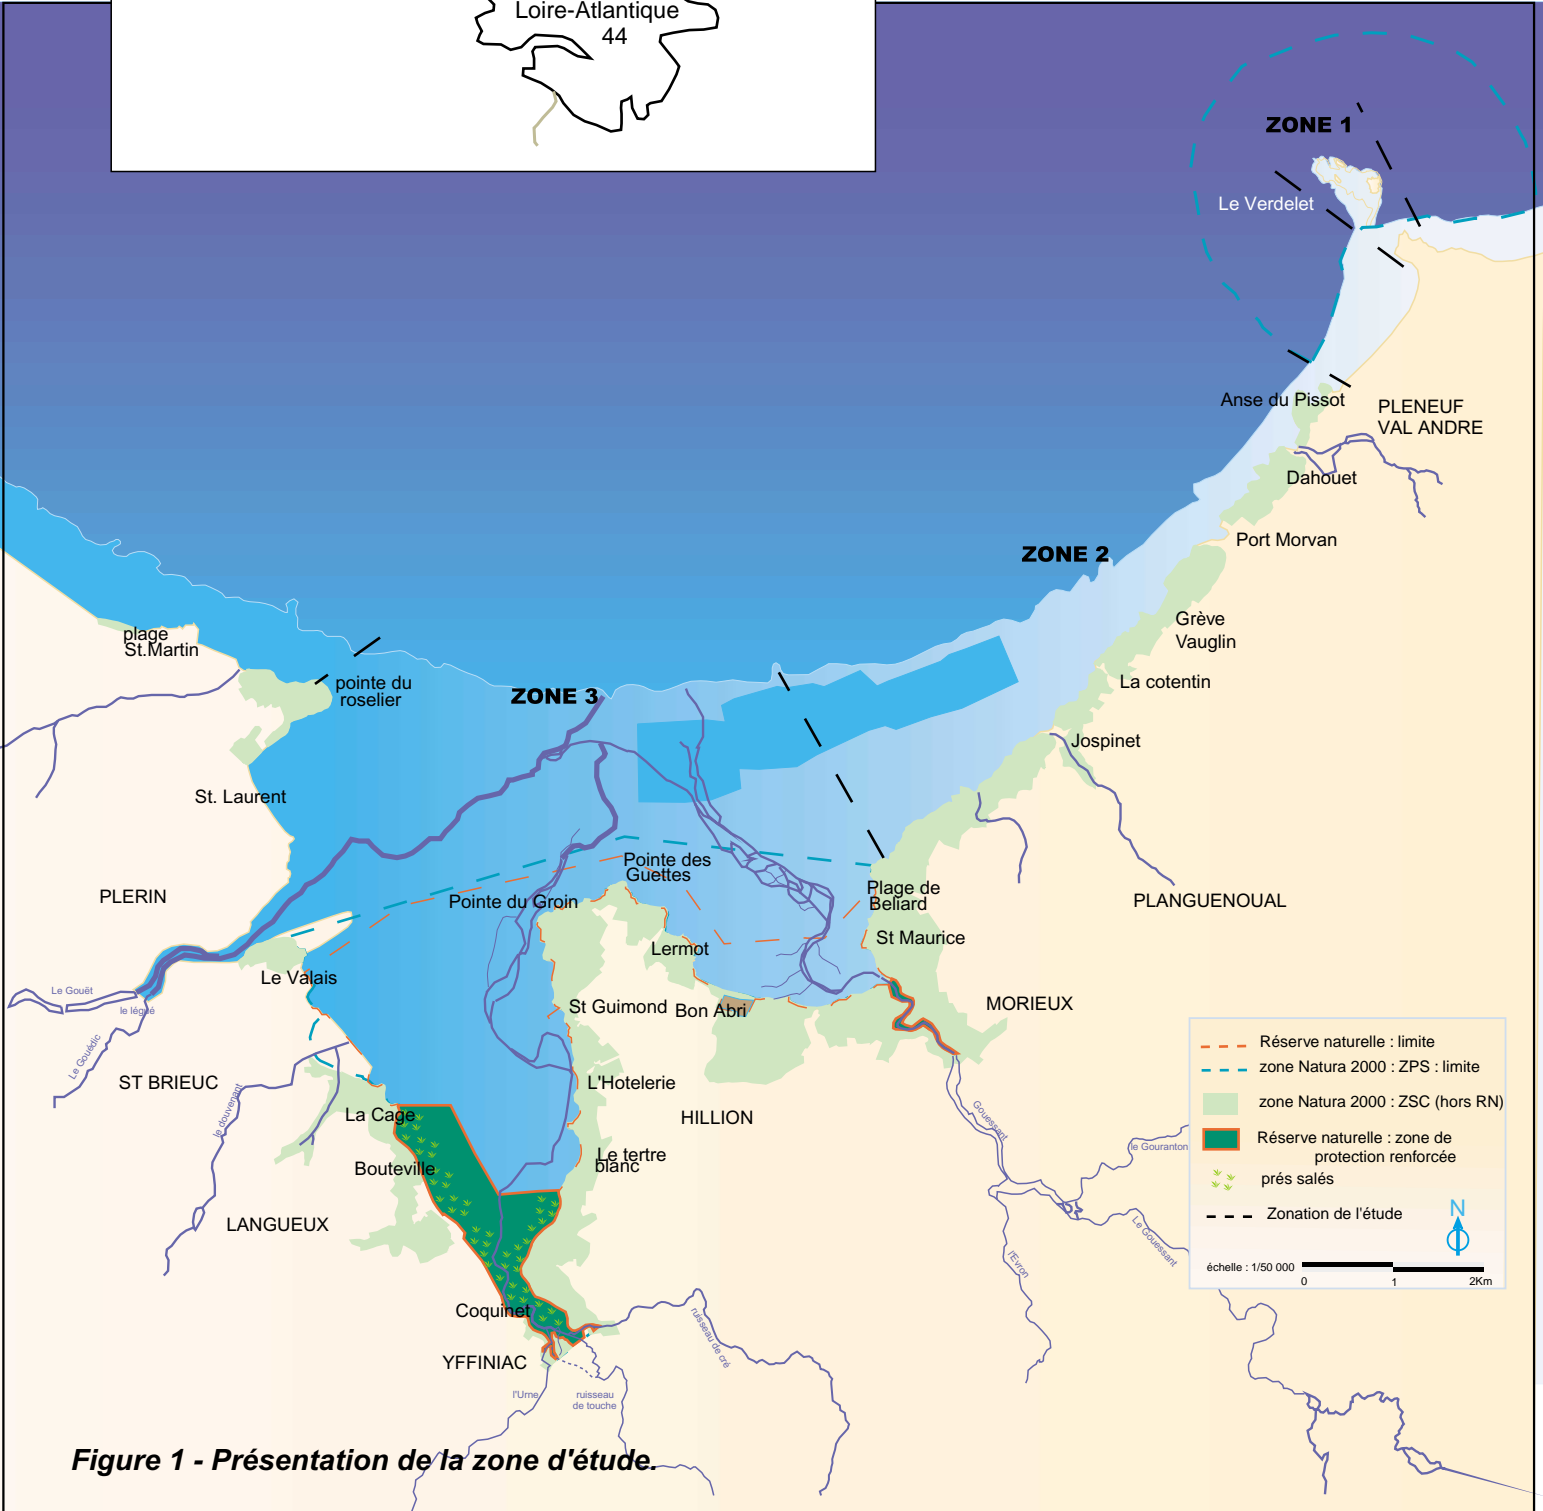 Loire-Atlantique
44
ZONE 1
Le Verdelet
Anse du Pissot
PLENEUF
VAL ANDRE
Dahouet
Port Morvan
ZONE 2
Grève
Vauglin
plage
St.Martin
La cotentin
pointe du
roselier
ZONE 3
Jospinet
St. Laurent
Pointe des
Guettes
PLERIN
Pointe du Groin
Plage de
Beliard
PLANGUENOUAL
St Maurice
Lermot
Le Valais
Le Gouët
le légué
St Guimond
Bon Abri
MORIEUX
Le Gouédic
ST BRIEUC
L'Hotelerie
le douvenant
La Cage
HILLION
Gouessant
le Gouranton
Bouteville
Le tertre
blanc
LANGUEUX
Le Gouessant
l'Evron
Coquinet
ruisseau de cré
YFFINIAC
l'Urne
ruisseau
de touche
Réserve naturelle : limite
zone Natura 2000 : ZPS : limite
zone Natura 2000 : ZSC (hors RN)
Réserve naturelle : zone de
protection renforcée
prés salés
Zonation de l'étude
N
échelle : 1/50 000
0 1 2Km
Figure 1 - Présentation de la zone d'étude.